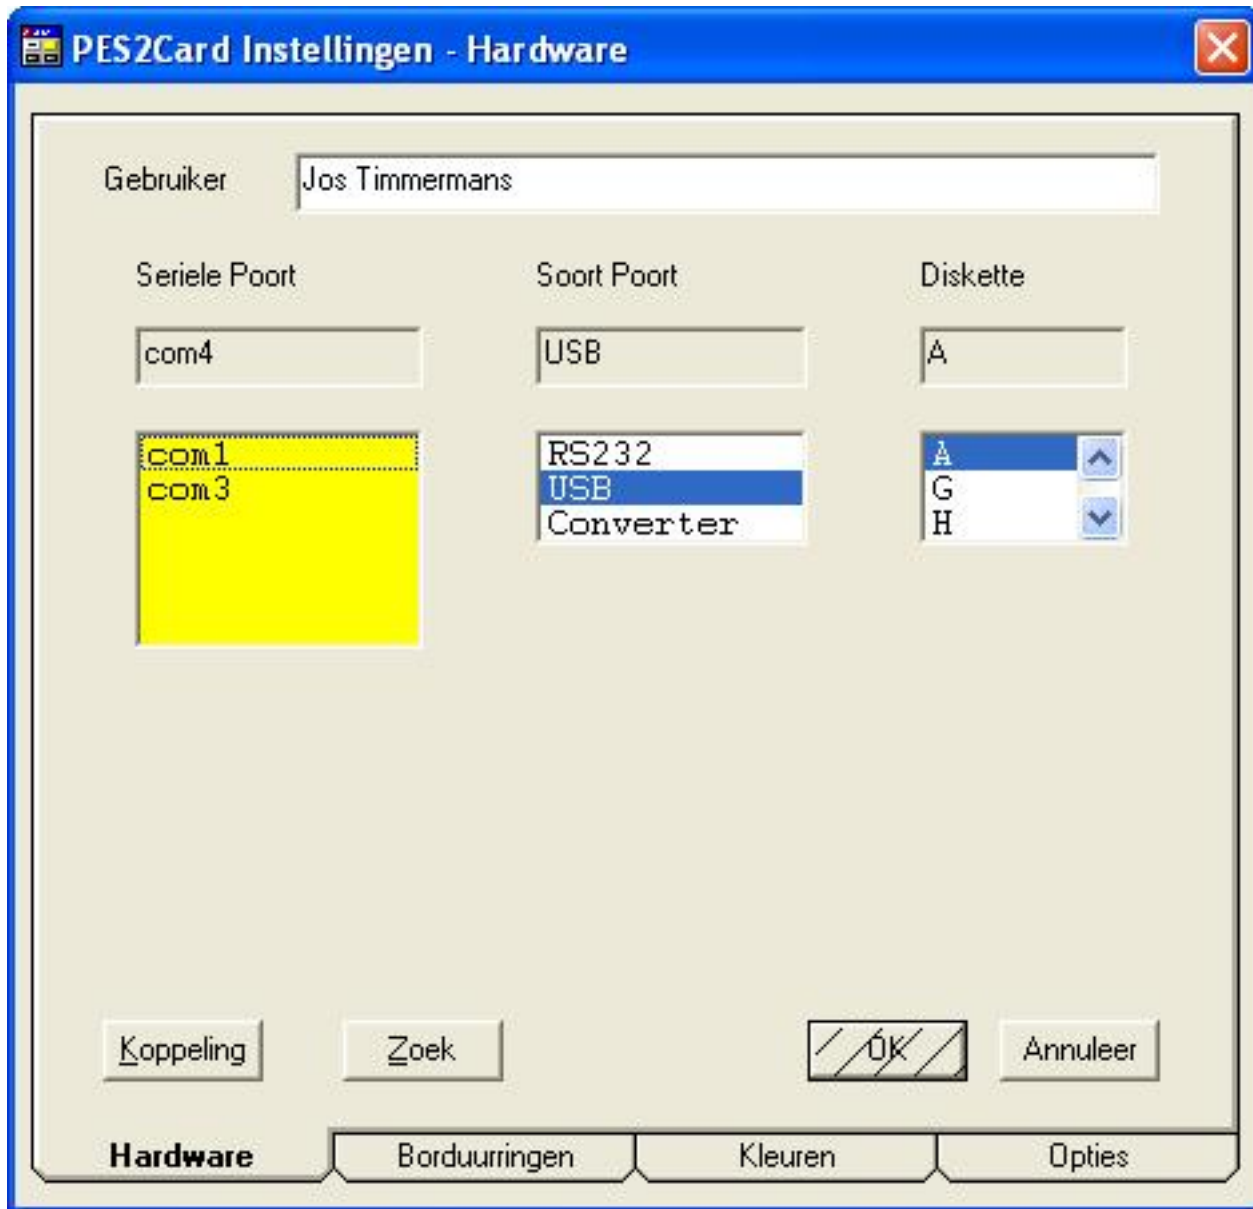 PES2Card Instellingen - Hardware
Gebruiker Jos Timmermans
Seriele Poort Soort Poort Diskette
com4 USB A
com1 RS232 A
com3 USB G
Converter H
Koppeling Zoek OK Annuleer
Hardware Borduurringen Kleuren Opties